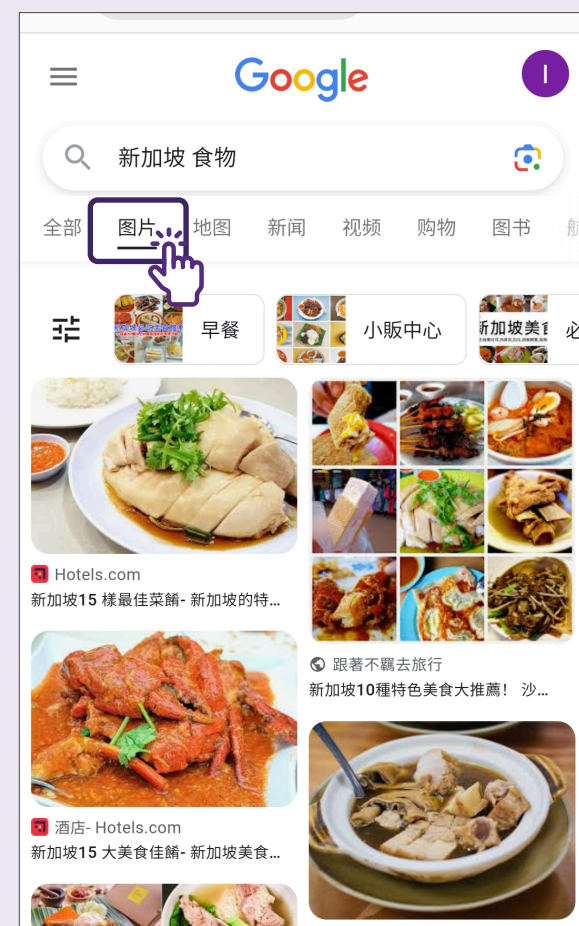 Google
I
新加坡 食物
全部 图片 地图 新闻 视频 购物 图书
早餐 小贩中心 新加坡美食
Hotels.com
新加坡15 樣最佳菜餚- 新加坡的特...
跟著不羈去旅行
新加坡10種特色美食大推薦！ 沙...
酒店- Hotels.com
新加坡15 大美食佳餚- 新加坡美食...